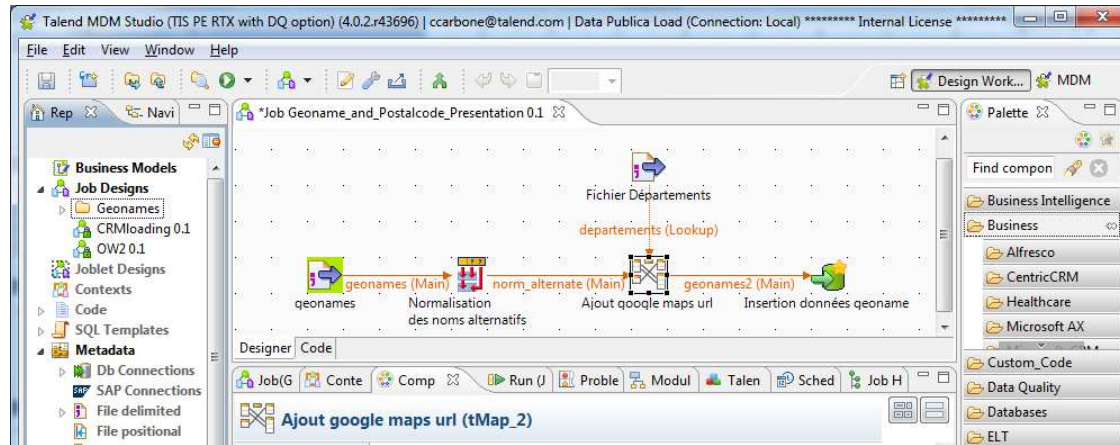 Talend MDM Studio (TIS PE RTX with DQ option) (4.0.2.r43696) | ccarbone@talend.com | Data Publica Load (Connection: Local) ********* Internal License *********
File Edit View Window Help
Design Work... MDM
Rep Navi
*Job Geoname_and_Postalcode_Presentation 0.1
Palette
Find compon
Business Models
Job Designs
Geonames
CRMloading 0.1
OW2 0.1
Joblet Designs
Contexts
Code
SQL Templates
Metadata
Db Connections
SAP Connections
File delimited
File positional
Fichier Départements
departements (Lookup)
geonames (Main)
norm_alternate (Main)
geonames2 (Main)
geonames
Normalisation
des noms alternatifs
Ajout google maps url
Insertion données geoname
Designer Code
Job(G Conte Comp Run (J Proble Modul Talen Sched Job H
Ajout google maps url (tMap_2)
Business Intelligence
Business
Alfresco
CentricCRM
Healthcare
Microsoft AX
Custom_Code
Data Quality
Databases
ELT